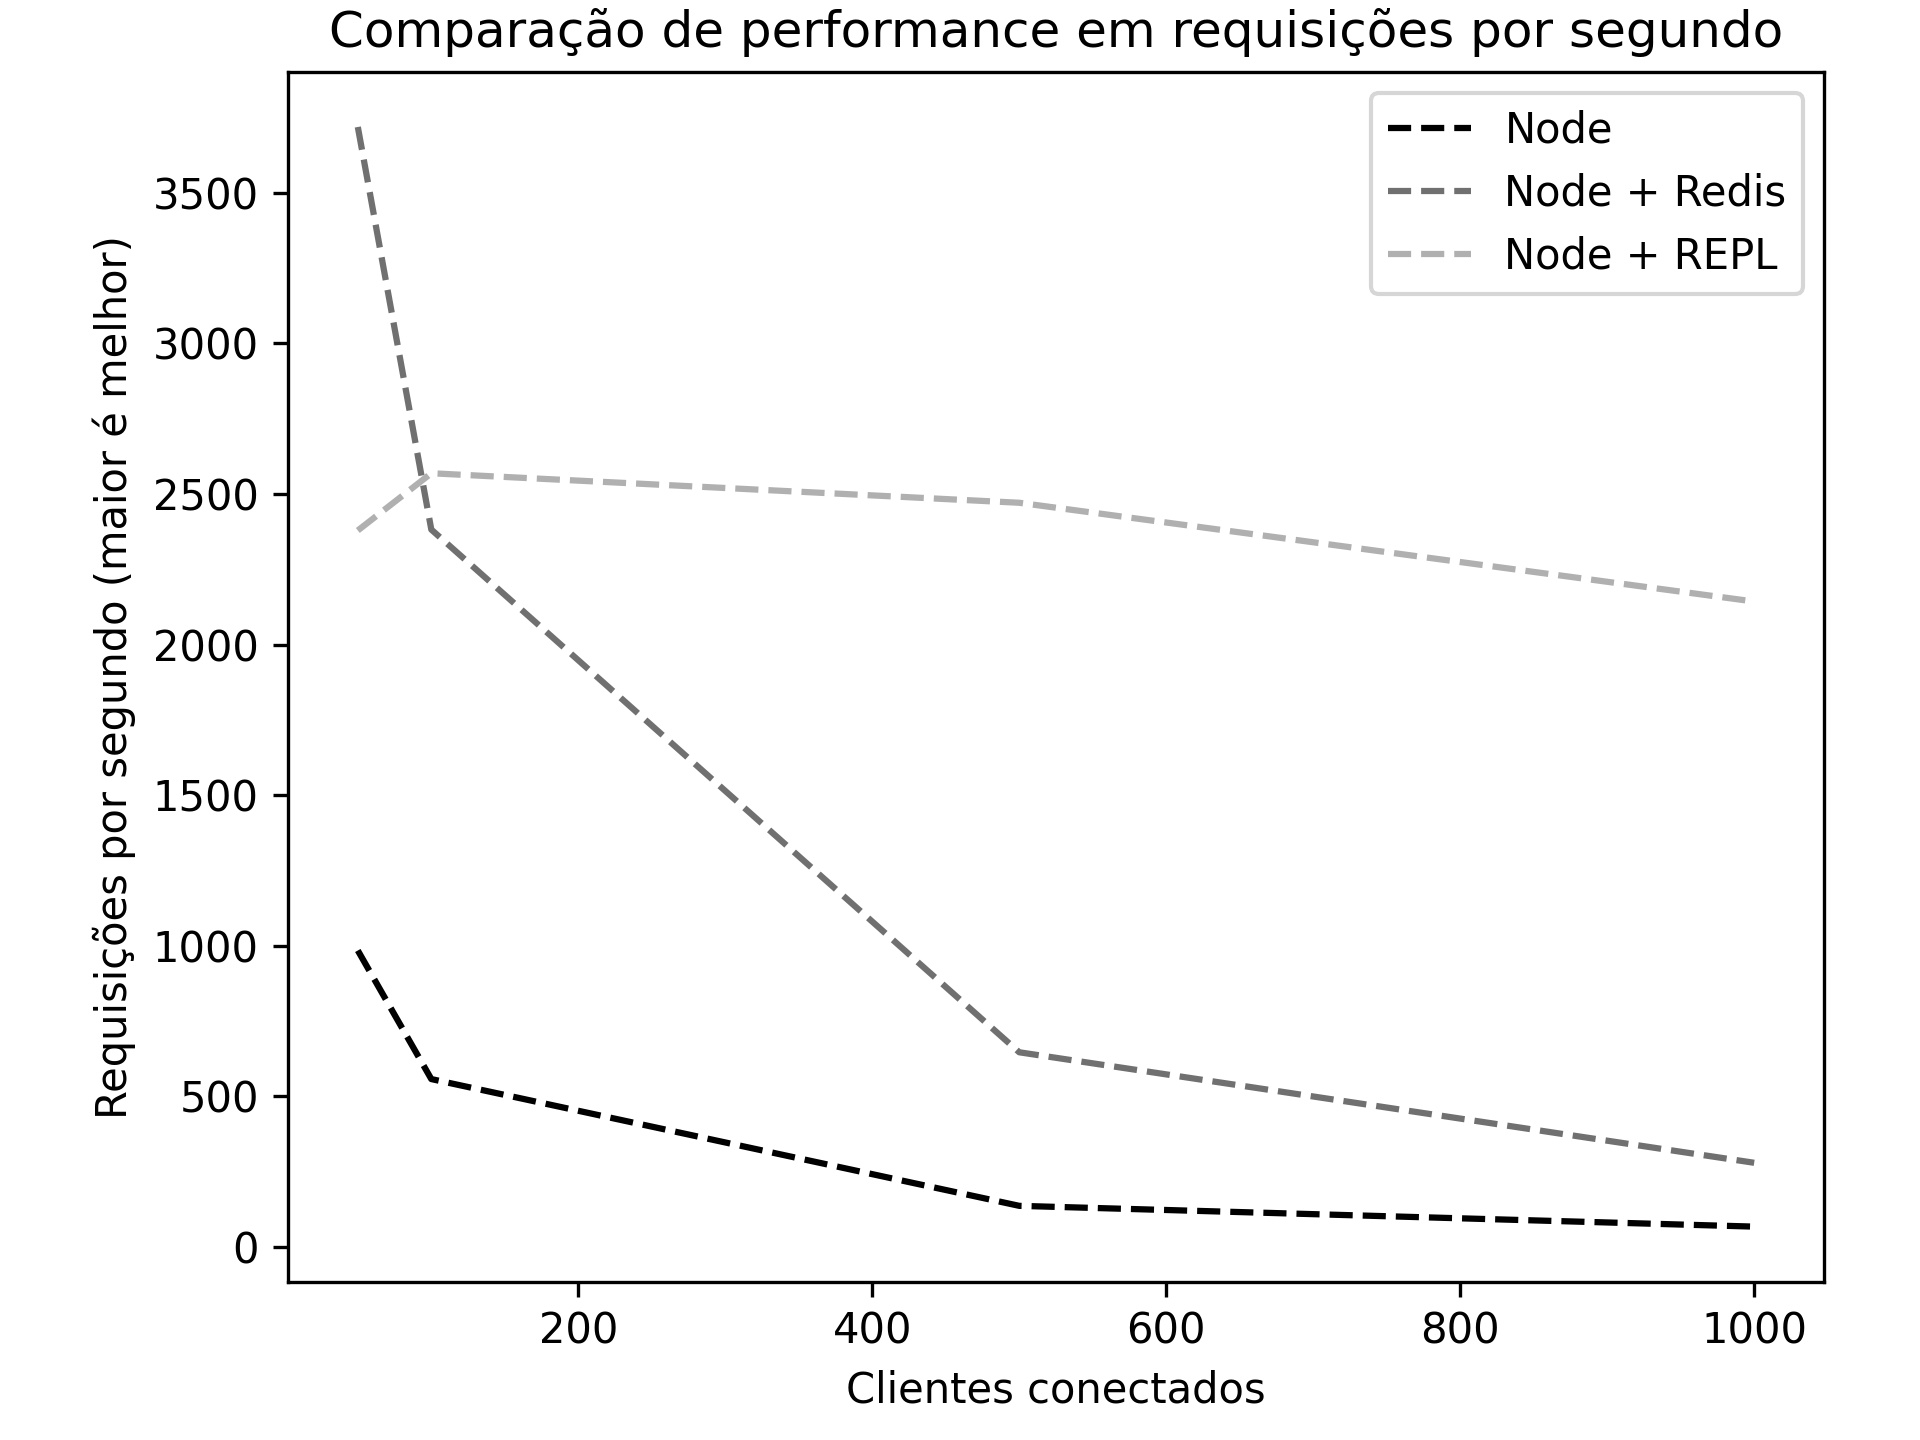 Comparação de performance em requisições por segundo
Requisições por segundo (maior é melhor)
3500
3000
2500
2000
1500
1000
500
0
Node
Node + Redis
Node + REPL
200
400
600
800
1000
Clientes conectados